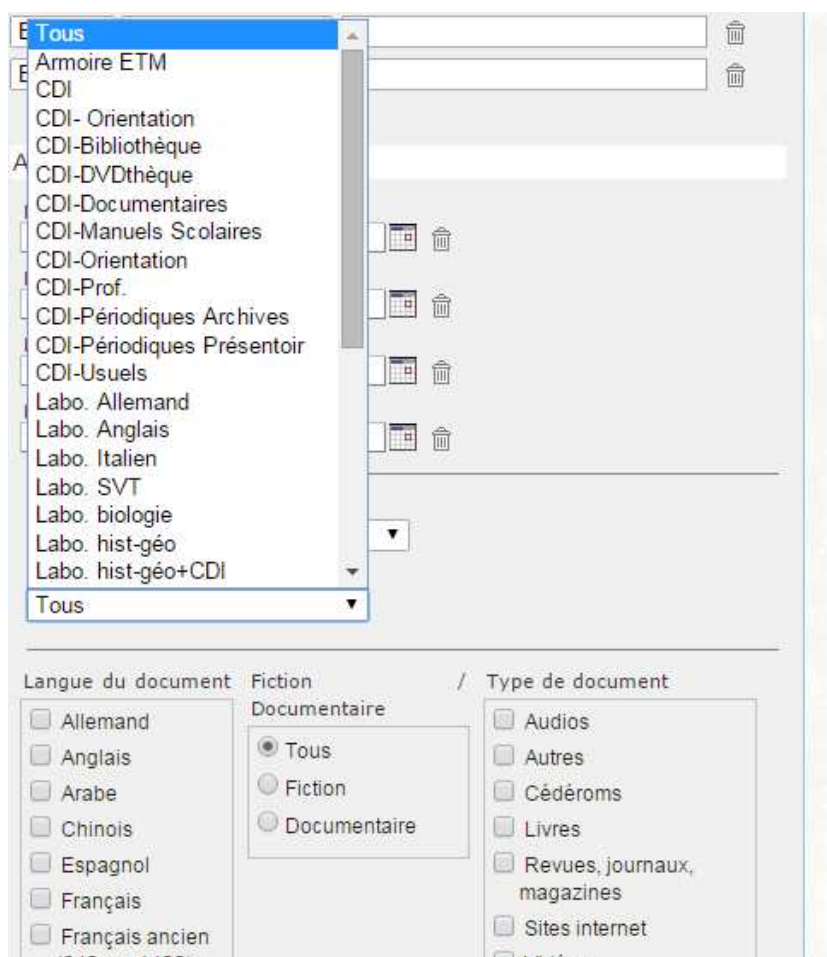 Tous
Armoire ETM
CDI
CDI- Orientation
CDI-Bibliothèque
CDI-DVDthèque
CDI-Documentaires
CDI-Manuels Scolaires
CDI-Orientation
CDI-Prof.
CDI-Périodiques Archives
CDI-Périodiques Présentoir
CDI-Usuels
Labo. Allemand
Labo. Anglais
Labo. Italien
Labo. SVT
Labo. biologie
Labo. hist-géo
Labo. hist-géo+CDI
Tous
Langue du document
Allemand
Anglais
Arabe
Chinois
Espagnol
Français
Français ancien
Fiction /
Documentaire
Tous
Fiction
Documentaire
Type de document
Audios
Autres
Cédéroms
Livres
Revues, journaux,
magazines
Sites internet